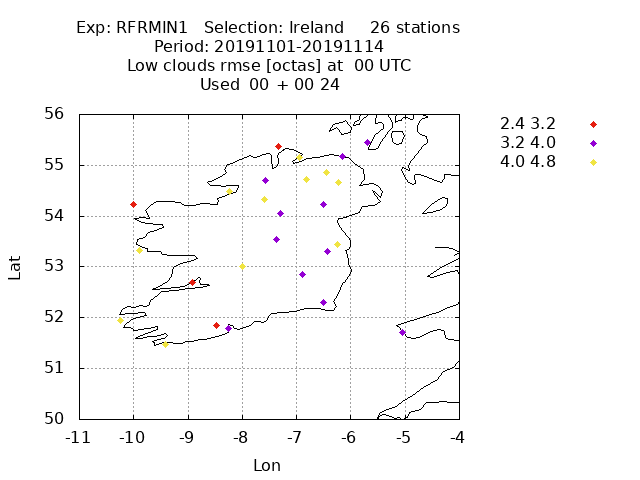 Exp: RFRMIN1   Selection: Ireland     26 stations
Period: 20191101-20191114
Low clouds rmse [octas] at  00 UTC
Used  00 + 00 24
2.4 3.2
3.2 4.0
4.0 4.8
56
55
54
53
52
51
50
Lat
-11 -10 -9 -8 -7 -6 -5 -4
Lon